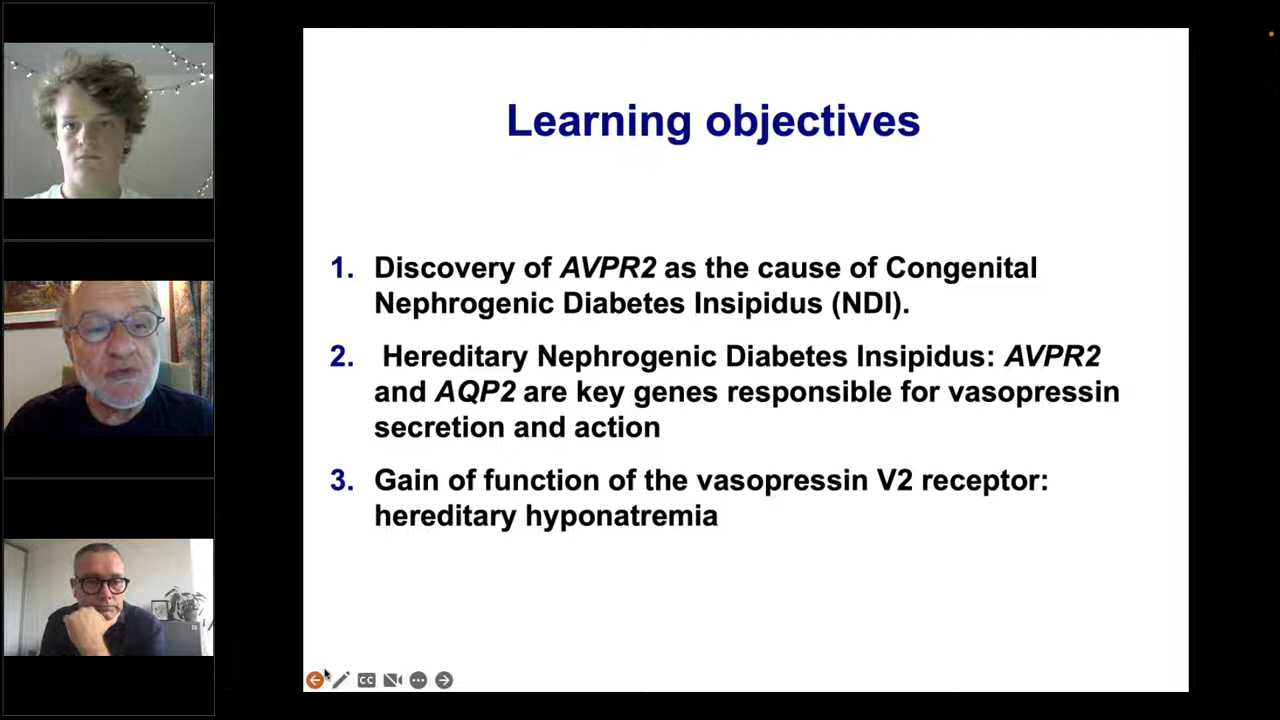 Learning objectives
1. Discovery of AVPR2 as the cause of Congenital
Nephrogenic Diabetes Insipidus (NDI).
2. Hereditary Nephrogenic Diabetes Insipidus: AVPR2
and AQP2 are key genes responsible for vasopressin
secretion and action
3. Gain of function of the vasopressin V2 receptor:
hereditary hyponatremia
CC